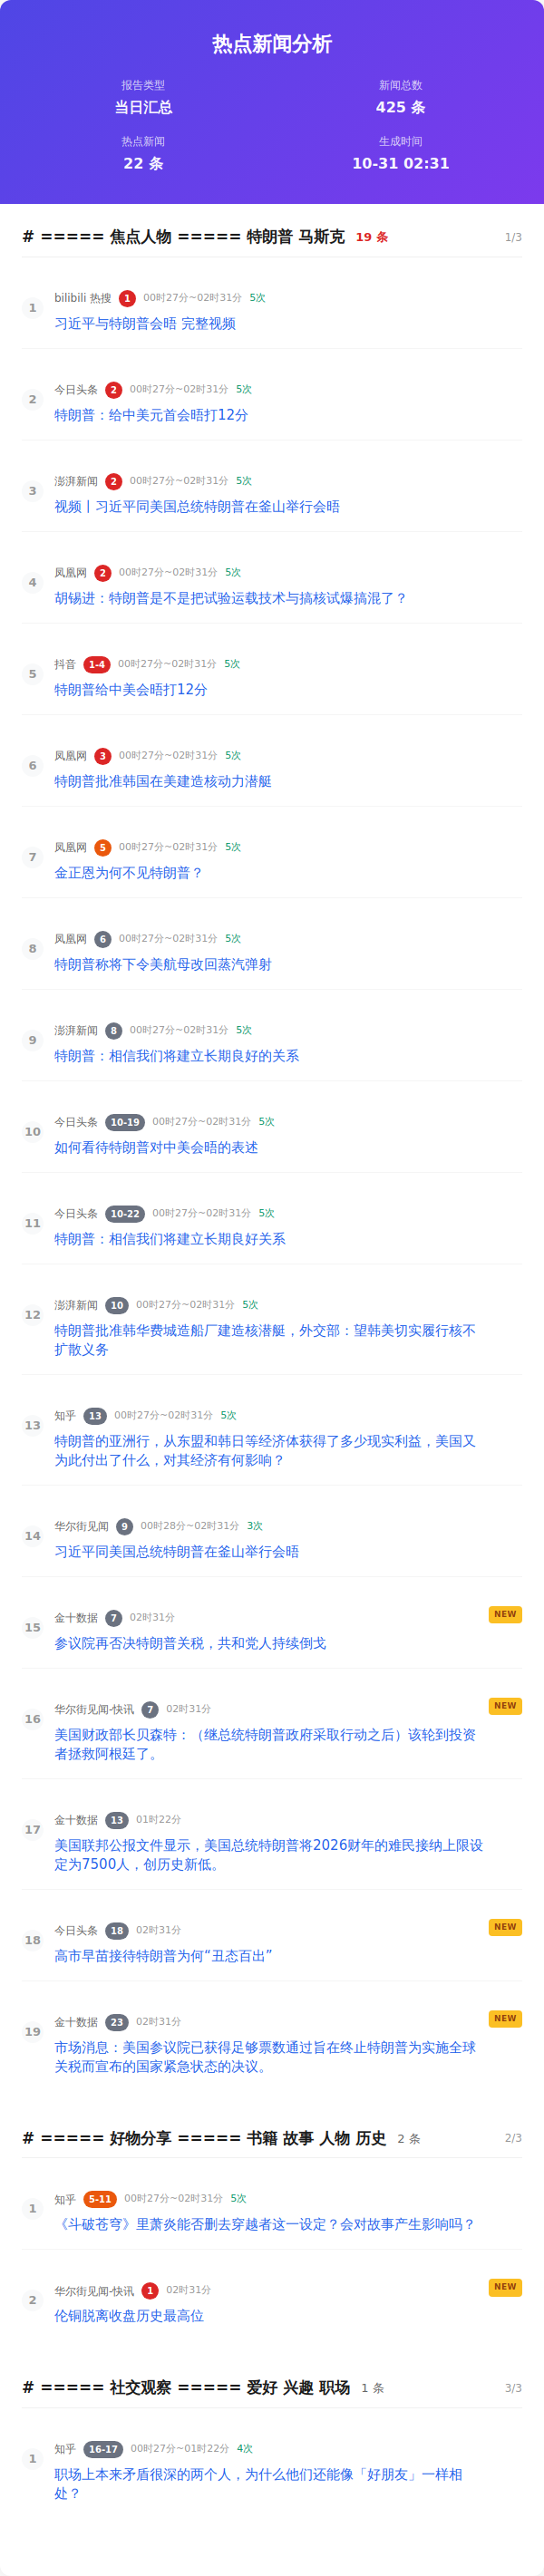 热点新闻分析
报告类型
当日汇总
新闻总数
425 条
热点新闻
22 条
生成时间
10-31 02:31
# ===== 焦点人物 ===== 特朗普 马斯克 19 条 1/3
1 bilibili 热搜 1 00时27分~02时31分 5次
习近平与特朗普会晤 完整视频
2 今日头条 2 00时27分~02时31分 5次
特朗普：给中美元首会晤打12分
3 澎湃新闻 2 00时27分~02时31分 5次
视频丨习近平同美国总统特朗普在釜山举行会晤
4 凤凰网 2 00时27分~02时31分 5次
胡锡进：特朗普是不是把试验运载技术与搞核试爆搞混了？
5 抖音 1-4 00时27分~02时31分 5次
特朗普给中美会晤打12分
6 凤凰网 3 00时27分~02时31分 5次
特朗普批准韩国在美建造核动力潜艇
7 凤凰网 5 00时27分~02时31分 5次
金正恩为何不见特朗普？
8 凤凰网 6 00时27分~02时31分 5次
特朗普称将下令美航母改回蒸汽弹射
9 澎湃新闻 8 00时27分~02时31分 5次
特朗普：相信我们将建立长期良好的关系
10 今日头条 10-19 00时27分~02时31分 5次
如何看待特朗普对中美会晤的表述
11 今日头条 10-22 00时27分~02时31分 5次
特朗普：相信我们将建立长期良好关系
12 澎湃新闻 10 00时27分~02时31分 5次
特朗普批准韩华费城造船厂建造核潜艇，外交部：望韩美切实履行核不
扩散义务
13 知乎 13 00时27分~02时31分 5次
特朗普的亚洲行，从东盟和韩日等经济体获得了多少现实利益，美国又
为此付出了什么，对其经济有何影响？
14 华尔街见闻 9 00时28分~02时31分 3次
习近平同美国总统特朗普在釜山举行会晤
15 金十数据 7 02时31分 NEW
参议院再否决特朗普关税，共和党人持续倒戈
16 华尔街见闻-快讯 7 02时31分 NEW
美国财政部长贝森特：（继总统特朗普政府采取行动之后）该轮到投资
者拯救阿根廷了。
17 金十数据 13 01时22分
美国联邦公报文件显示，美国总统特朗普将2026财年的难民接纳上限设
定为7500人，创历史新低。
18 今日头条 18 02时31分 NEW
高市早苗接待特朗普为何“丑态百出”
19 金十数据 23 02时31分 NEW
市场消息：美国参议院已获得足够票数通过旨在终止特朗普为实施全球
关税而宣布的国家紧急状态的决议。
# ===== 好物分享 ===== 书籍 故事 人物 历史 2 条 2/3
1 知乎 5-11 00时27分~02时31分 5次
《斗破苍穹》里萧炎能否删去穿越者这一设定？会对故事产生影响吗？
2 华尔街见闻-快讯 1 02时31分 NEW
伦铜脱离收盘历史最高位
# ===== 社交观察 ===== 爱好 兴趣 职场 1 条 3/3
1 知乎 16-17 00时27分~01时22分 4次
职场上本来矛盾很深的两个人，为什么他们还能像「好朋友」一样相
处？